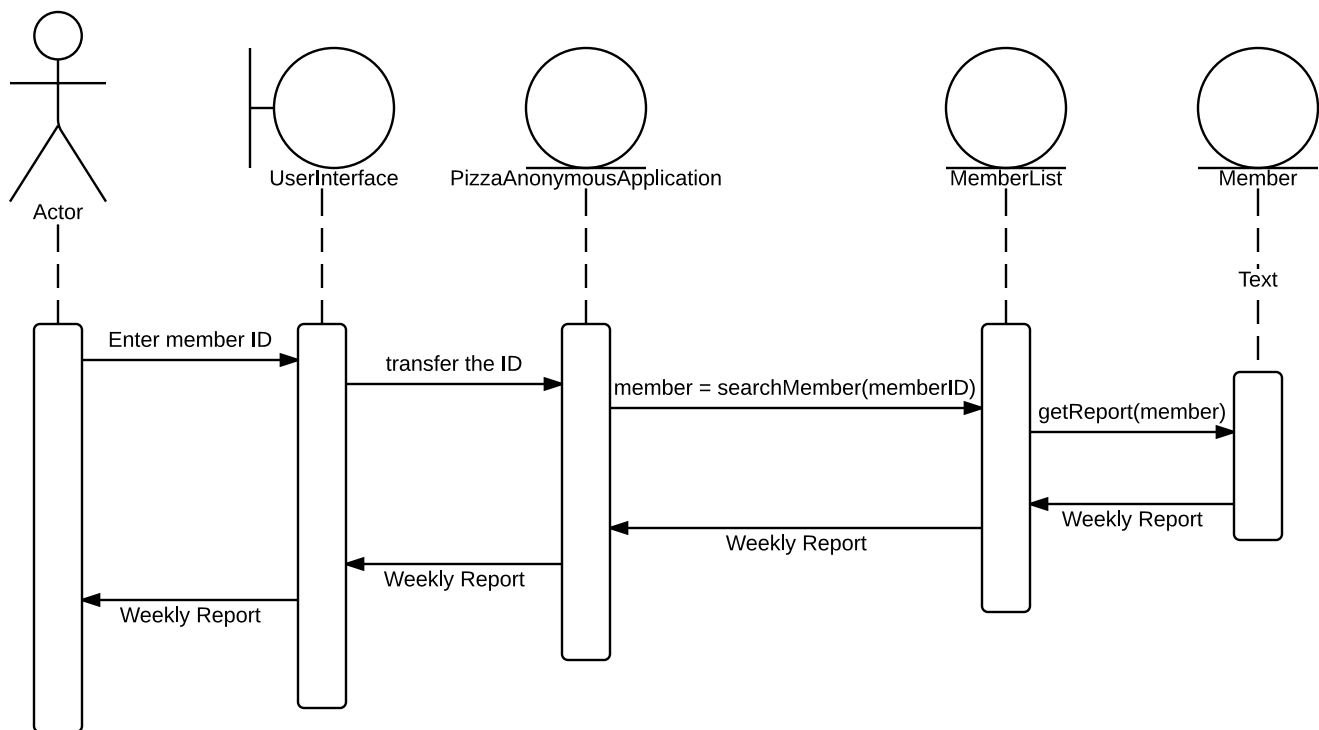 Actor
UserInterface
PizzaAnonymousApplication
MemberList
Member
Text
Enter member ID
transfer the ID
member = searchMember(memberID)
getReport(member)
Weekly Report
Weekly Report
Weekly Report
Weekly Report